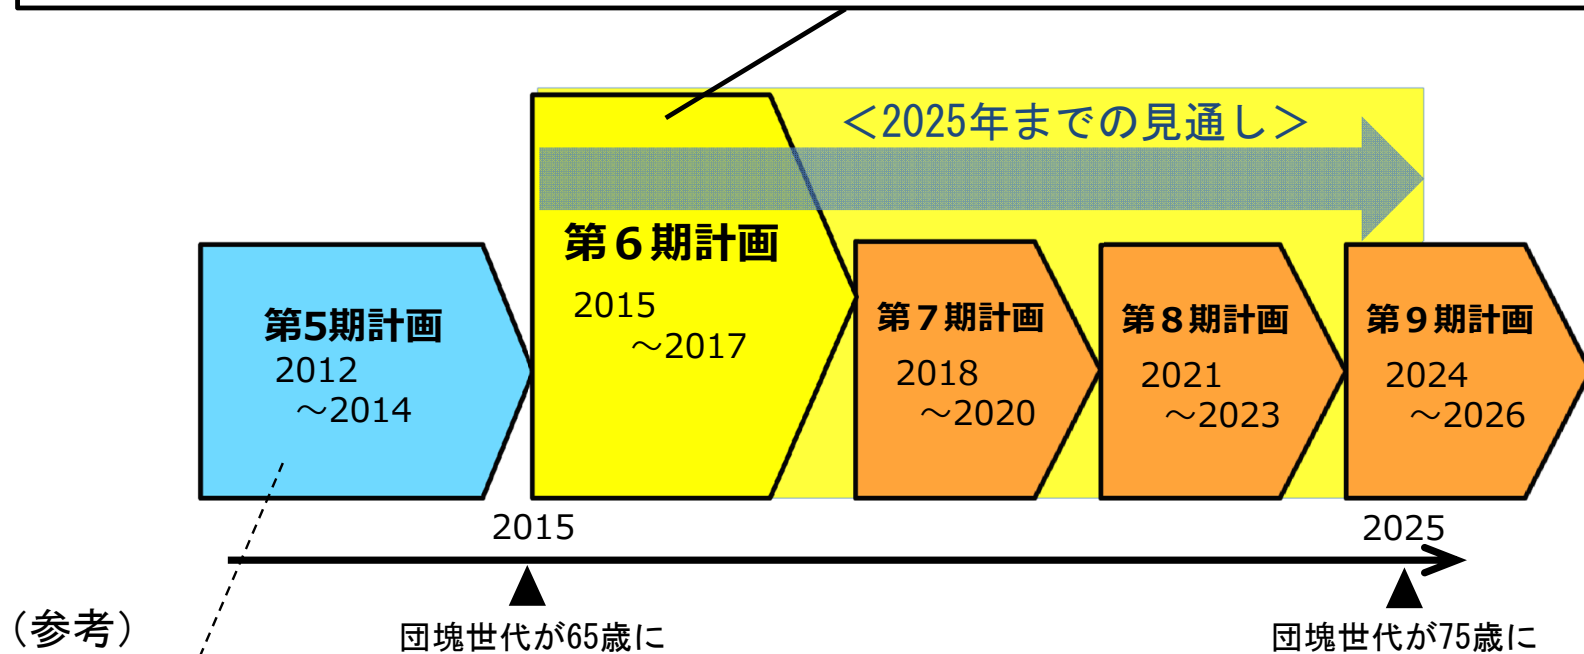 ＜2025年までの見通し＞
第５期計画
2012
～2014
第６期計画
2015
～2017
第７期計画
2018
～2020
第８期計画
2021
～2023
第９期計画
2024
～2026
2015
2025
（参考）
団塊世代が65歳に
団塊世代が75歳に